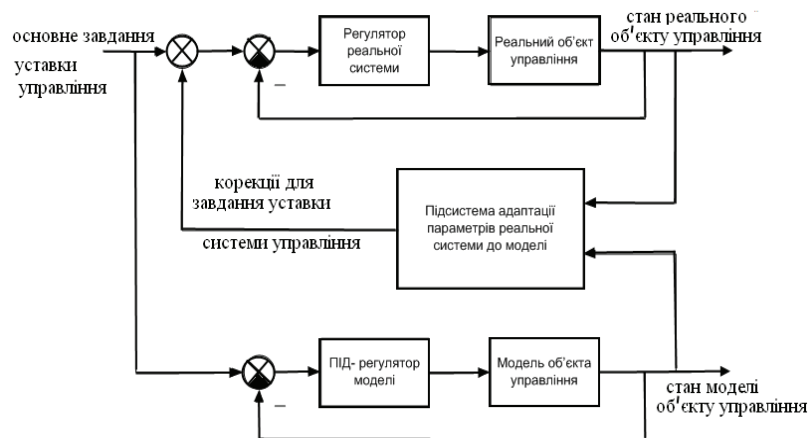 основне завдання
уставки
управління
Регулятор
реальної
системи
Реальний об'єкт
управління
стан реального
об'єкту управління
–
корекції для
завдання уставки
системи управління
Підсистема адаптації
параметрів реальної
системи до моделі
ПІД- регулятор
моделі
Модель об'єкта
управління
стан моделі
об'єкту управління
–